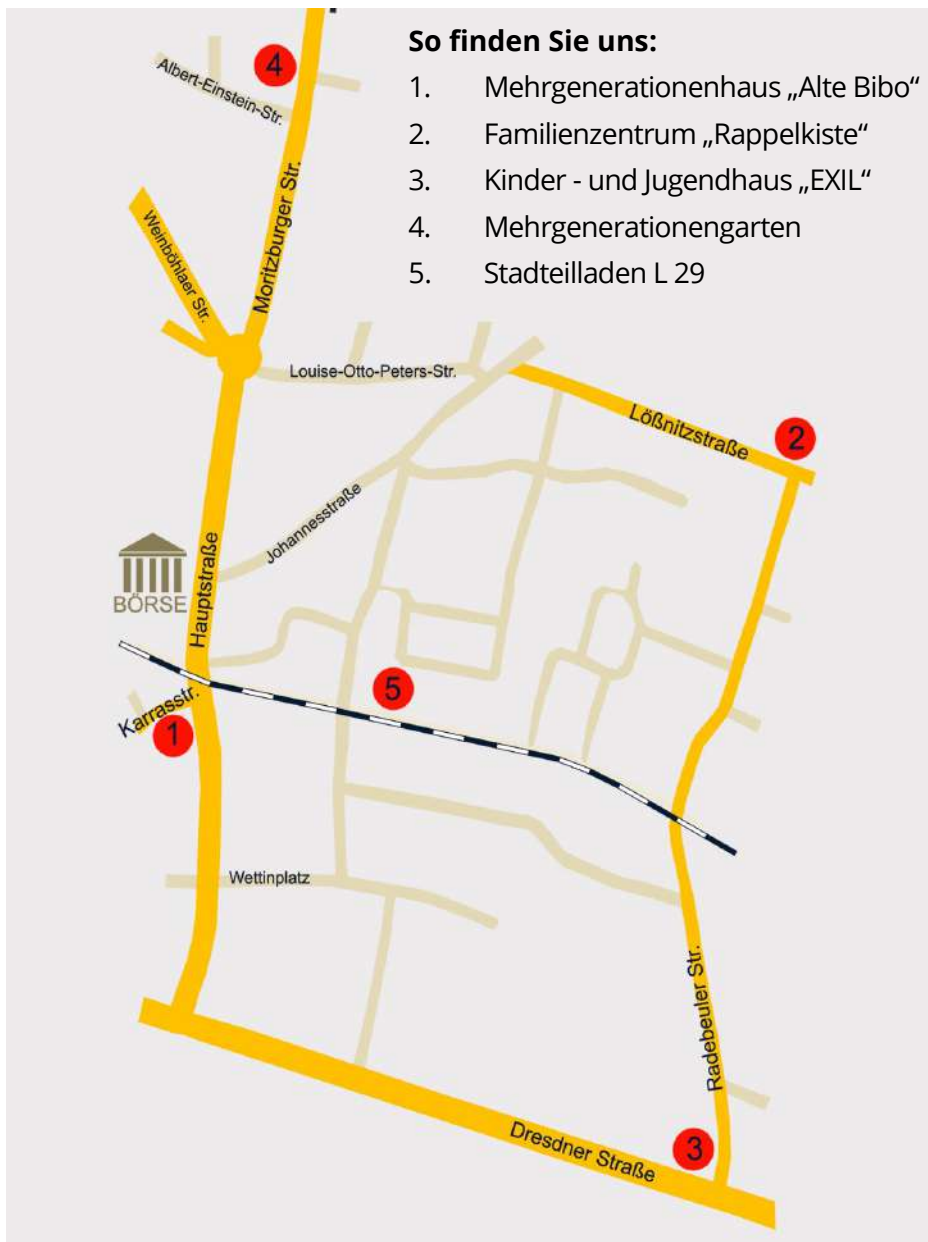 So finden Sie uns:
1. Mehrgenerationenhaus „Alte Bibo“
2. Familienzentrum „Rappelkiste“
3. Kinder - und Jugendhaus „EXIL“
4. Mehrgenerationengarten
5. Stadteilladen L 29
4
Albert-Einstein-Str.
Moritzburger Str.
Weinböhlaer Str.
Louise-Otto-Peters-Str.
Lößnitzstraße
2
Johannesstraße
Hauptstraße
BÖRSE
5
Karrasstr.
1
Wettinplatz
Radebeuler Str.
Dresdner Straße
3